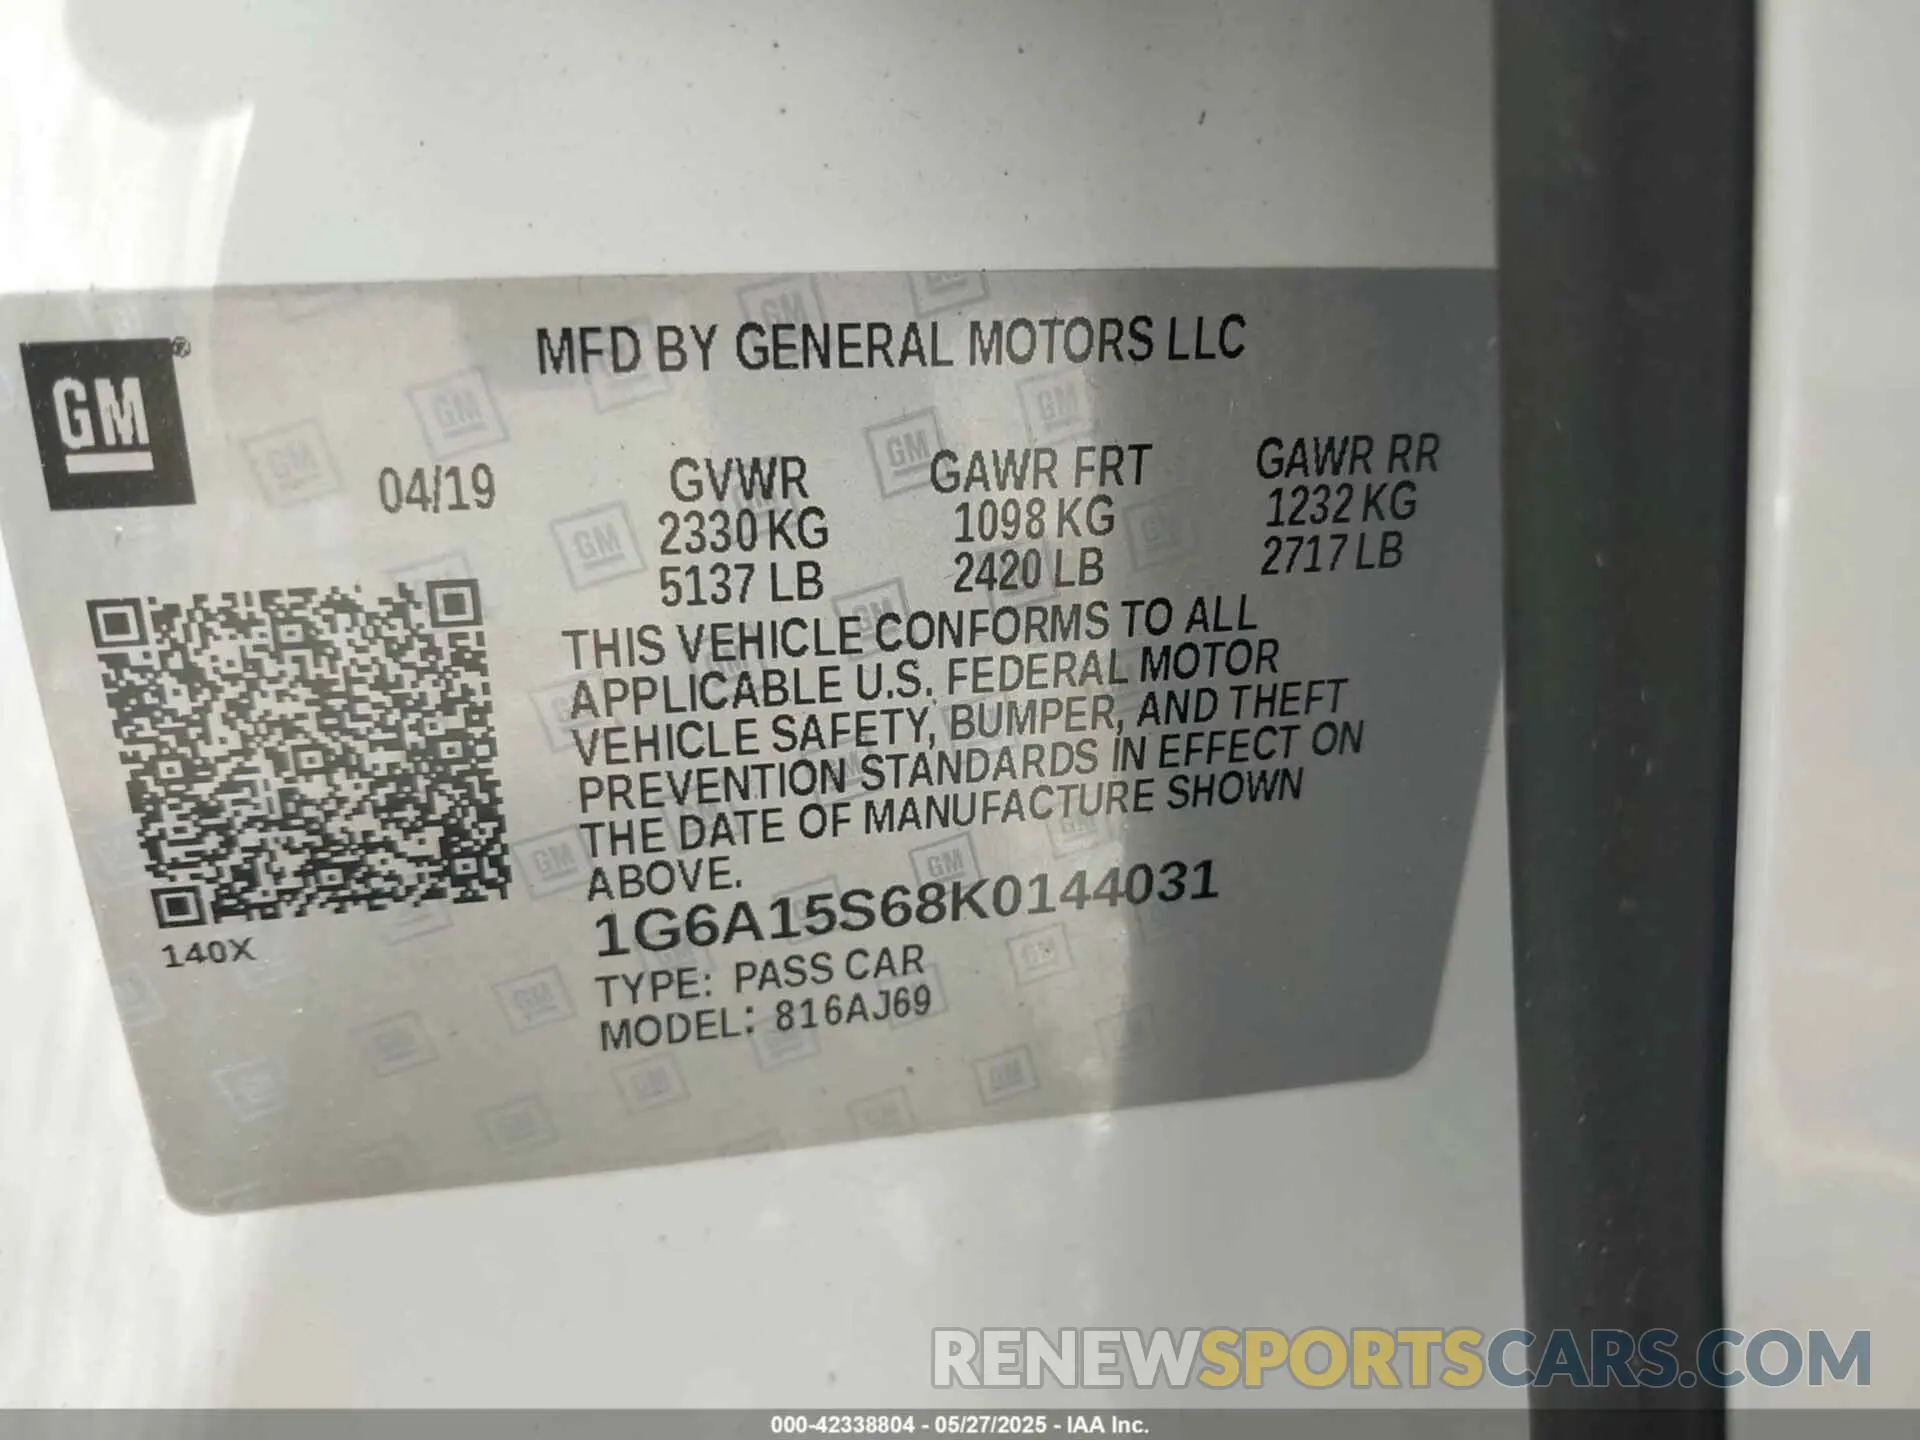 GM®
MFD BY GENERAL MOTORS LLC
04/19
GVWR GAWR FRT GAWR RR
2330 KG 1098 KG 1232 KG
5137 LB 2420 LB 2717 LB
THIS VEHICLE CONFORMS TO ALL
APPLICABLE U.S. FEDERAL MOTOR
VEHICLE SAFETY, BUMPER, AND THEFT
PREVENTION STANDARDS IN EFFECT ON
THE DATE OF MANUFACTURE SHOWN
ABOVE.
1G6A15S68K0144031
140X
TYPE: PASS CAR
MODEL: 816AJ69
RENEWSPORTSCARS.COM
000-42338804 - 05/27/2025 - IAA Inc.